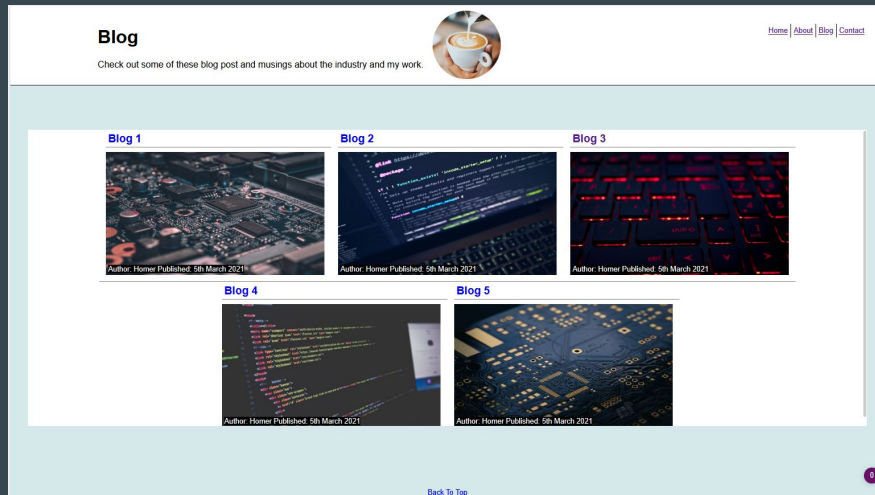 Blog
Home About Blog Contact
Check out some of these blog post and musings about the industry and my work.
Blog 1
Blog 2
Blog 3
Author: Homer Published: 5th March 2021
Author: Homer Published: 5th March 2021
Author: Homer Published: 5th March 2021
Blog 4
Blog 5
Author: Homer Published: 5th March 2021
Author: Homer Published: 5th March 2021
0
Back To Top